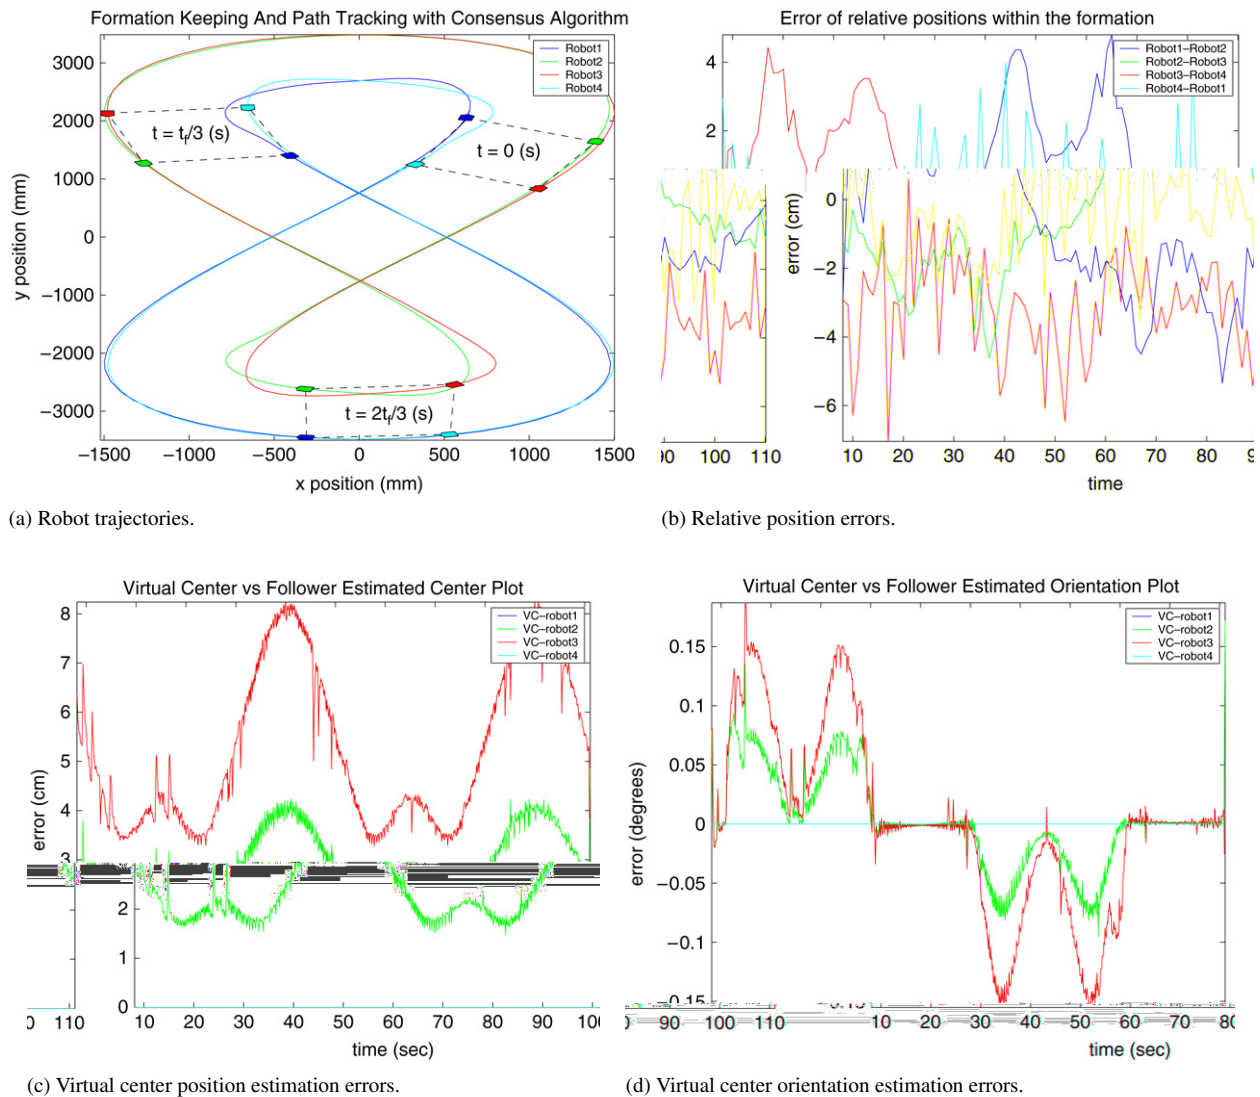 Formation Keeping And Path Tracking with Consensus Algorithm
Robot1
Robot2
Robot3
Robot4
3000
2000
1000
0
−1000
−2000
−3000
y position (mm)
t = tf/3 (s)
t = 0 (s)
t = 2tf/3 (s)
−1500 −1000 −500 0 500 1000 1500
x position (mm)
(a) Robot trajectories.
Error of relative positions within the formation
Robot1−Robot2
Robot2−Robot3
Robot3−Robot4
Robot4−Robot1
4
2
0
−2
−4
−6
error (cm)
100 110 10 20 30 40 50 60 70 80
time
(b) Relative position errors.
Virtual Center vs Follower Estimated Center Plot
VC−robot1
VC−robot2
VC−robot3
VC−robot4
8
7
6
5
4
3
2
1
0
error (cm)
110 10 20 30 40 50 60 70 80 90
time (sec)
(c) Virtual center position estimation errors.
Virtual Center vs Follower Estimated Orientation Plot
VC−robot1
VC−robot2
VC−robot3
VC−robot4
0.15
0.1
0.05
0
−0.05
−0.1
error (degrees)
90 100 110 10 20 30 40 50 60 70
time (sec)
(d) Virtual center orientation estimation errors.